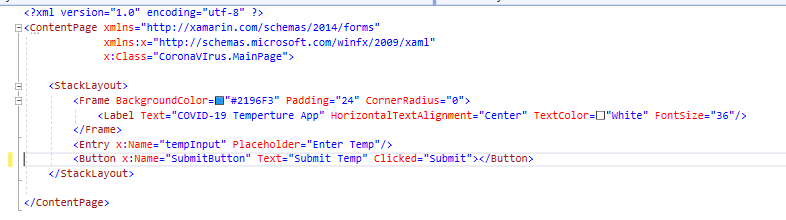 <?xml version="1.0" encoding="utf-8" ?>
<ContentPage xmlns="http://xamarin.com/schemas/2014/forms"
xmlns:x="http://schemas.microsoft.com/winfx/2009/xaml"
x:Class="CoronaVIrus.MainPage">
<StackLayout>
<Frame BackgroundColor="#2196F3" Padding="24" CornerRadius="0">
<Label Text="COVID-19 Temperture App" HorizontalTextAlignment="Center" TextColor="White" FontSize="36"/>
</Frame>
<Entry x:Name="tempInput" Placeholder="Enter Temp"/>
<Button x:Name="SubmitButton" Text="Submit Temp" Clicked="Submit"></Button>
</StackLayout>
</ContentPage>